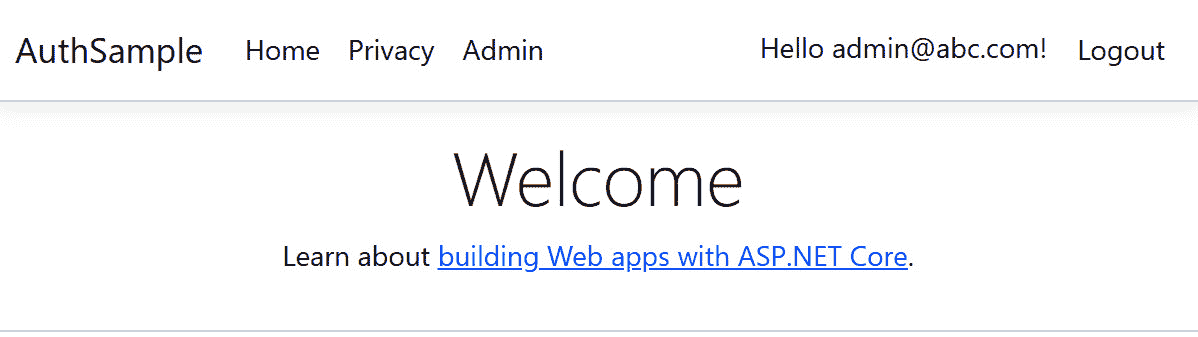 AuthSample Home Privacy Admin Hello admin@abc.com! Logout
Welcome
Learn about building Web apps with ASP.NET Core.